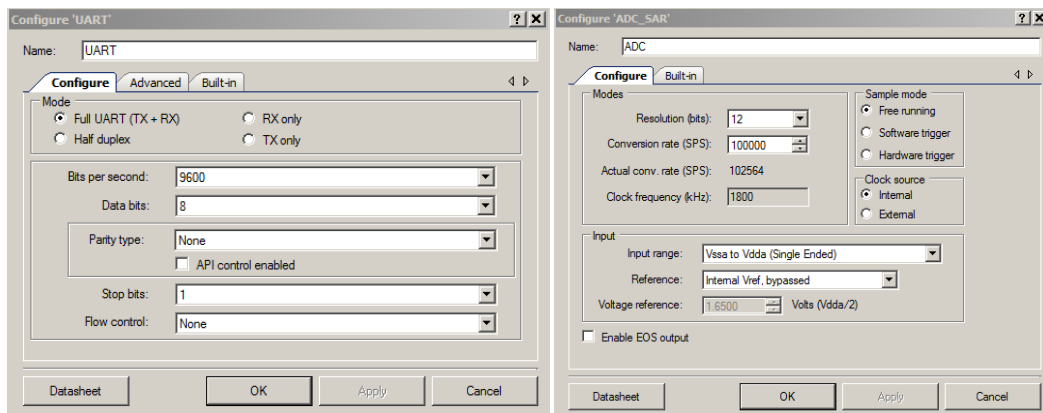 Configure 'UART'
Name: UART
Configure Advanced Built-in
Mode
Full UART (TX + RX) RX only
Half duplex TX only
Bits per second: 9600
Data bits: 8
Parity type: None
API control enabled
Stop bits: 1
Flow control: None
Datasheet OK Apply Cancel
Configure 'ADC_SAR'
Name: ADC
Configure Built-in
Modes
Resolution (bits): 12
Conversion rate (SPS): 100000
Actual conv. rate (SPS): 102564
Clock frequency (kHz): 1800
Sample mode
Free running
Software trigger
Hardware trigger
Clock source
Internal
External
Input
Input range: Vssa to Vdda (Single Ended)
Reference: Internal Vref, bypassed
Voltage reference: 1.6500 Volts (Vdda/2)
Enable EOS output
Datasheet OK Apply Cancel